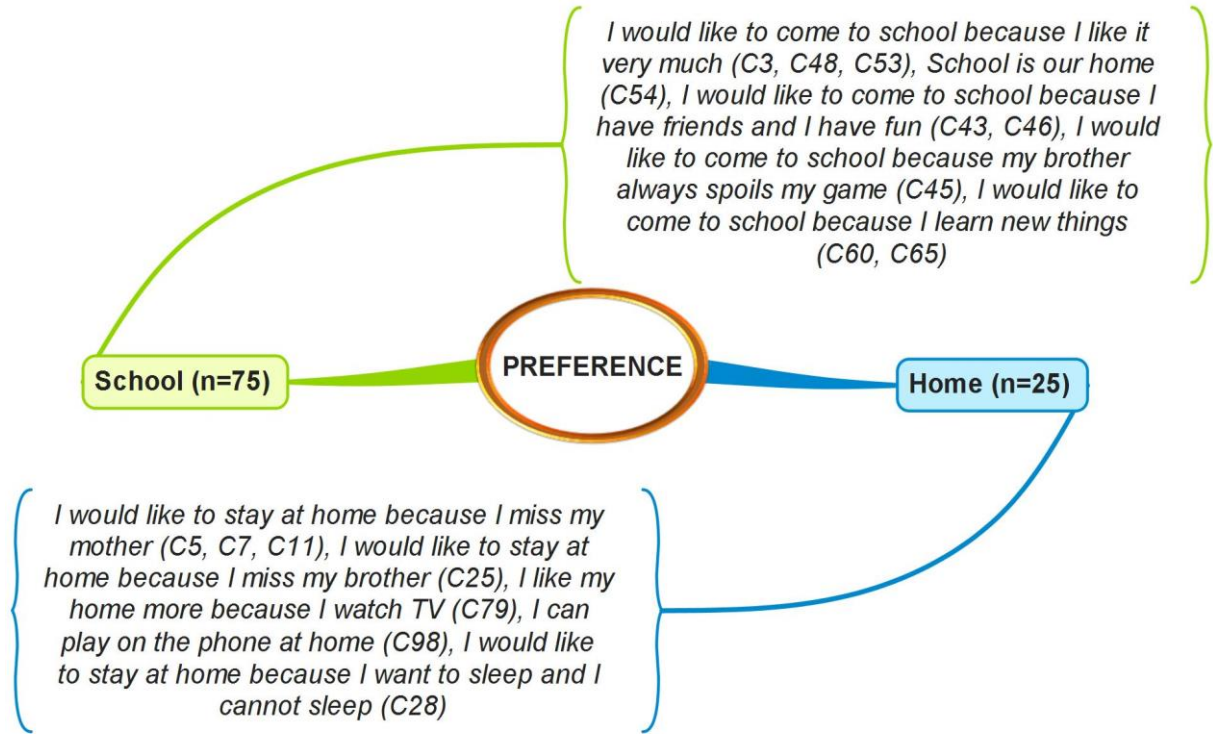 I would like to come to school because I like it
very much (C3, C48, C53), School is our home
(C54), I would like to come to school because I
have friends and I have fun (C43, C46), I would
like to come to school because my brother
always spoils my game (C45), I would like to
come to school because I learn new things
(C60, C65)
School (n=75)
PREFERENCE
Home (n=25)
I would like to stay at home because I miss my
mother (C5, C7, C11), I would like to stay at
home because I miss my brother (C25), I like my
home more because I watch TV (C79), I can
play on the phone at home (C98), I would like
to stay at home because I want to sleep and I
cannot sleep (C28)